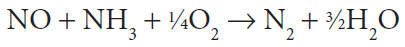 NO + NH₃ + ¼O₂ → N₂ + ³⁄₂H₂O